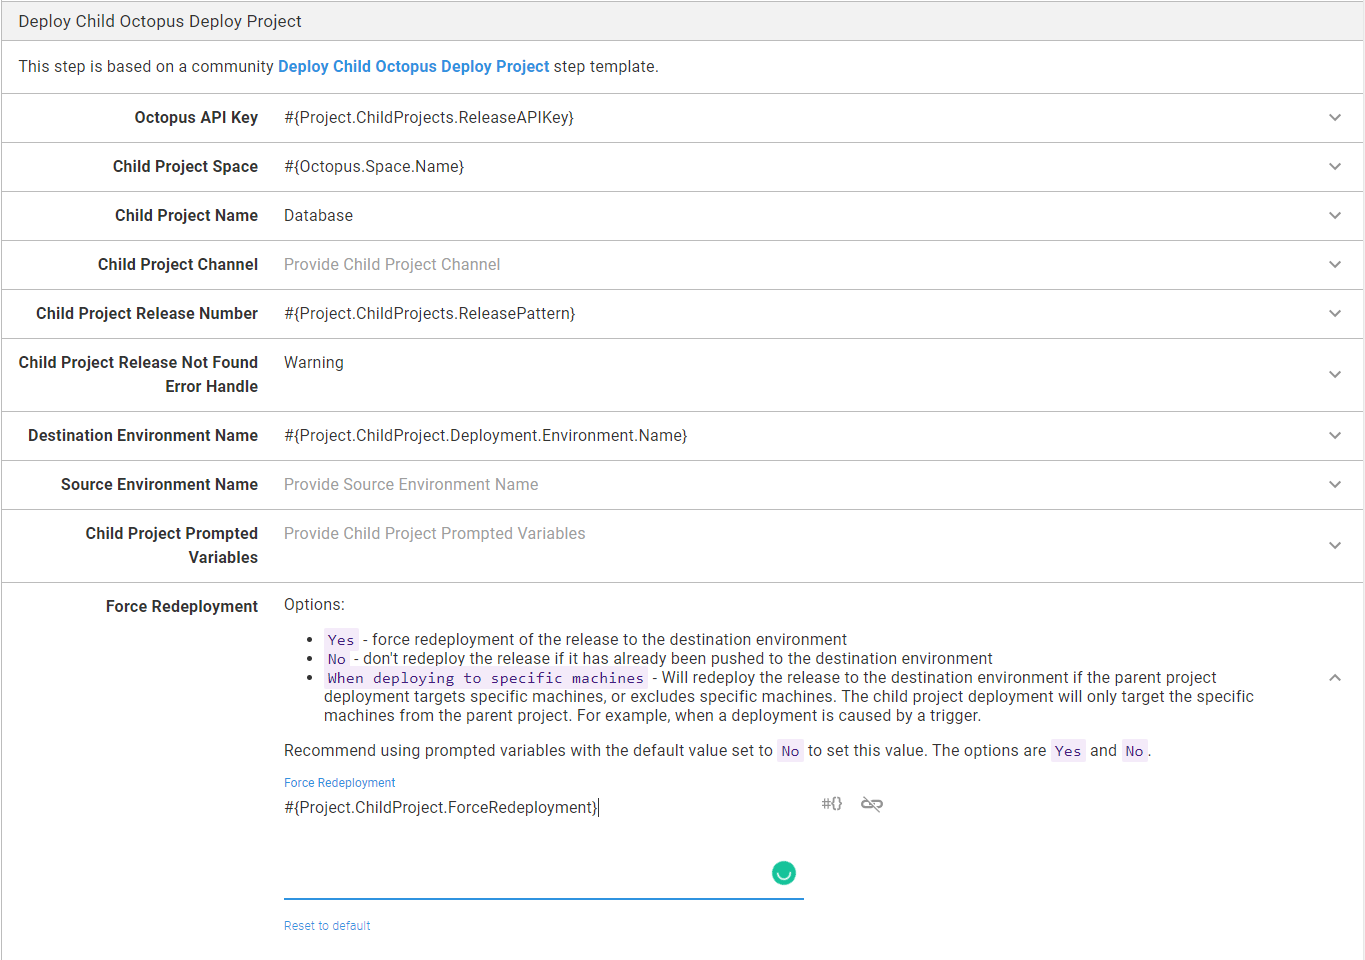 Deploy Child Octopus Deploy Project
This step is based on a community Deploy Child Octopus Deploy Project step template.
Octopus API Key #{Project.ChildProjects.ReleaseAPIKey}
Child Project Space #{Octopus.Space.Name}
Child Project Name Database
Child Project Channel Provide Child Project Channel
Child Project Release Number #{Project.ChildProjects.ReleasePattern}
Child Project Release Not Found Warning
Error Handle
Destination Environment Name #{Project.ChildProject.Deployment.Environment.Name}
Source Environment Name Provide Source Environment Name
Child Project Prompted Provide Child Project Prompted Variables
Variables
Force Redeployment Options:
• Yes - force redeployment of the release to the destination environment
• No - don't redeploy the release if it has already been pushed to the destination environment
• When deploying to specific machines - Will redeploy the release to the destination environment if the parent project
deployment targets specific machines, or excludes specific machines. The child project deployment will only target the specific
machines from the parent project. For example, when a deployment is caused by a trigger.
Recommend using prompted variables with the default value set to No to set this value. The options are Yes and No.
Force Redeployment
#{Project.ChildProject.ForceRedeployment} #{}
Reset to default